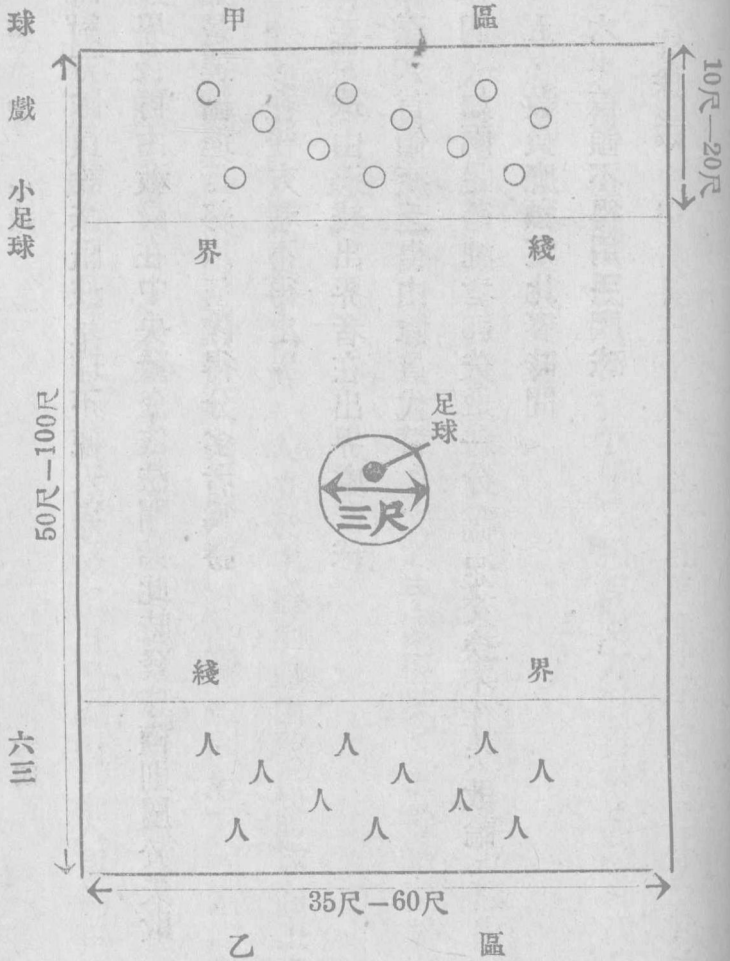 球戲 小足球 六三
甲 區
10尺—20尺
界 綫
足球
三尺
50尺—100尺
綫 界
人 人 人
人 人 人
人 人
人 人 人
35尺—60尺
乙 區